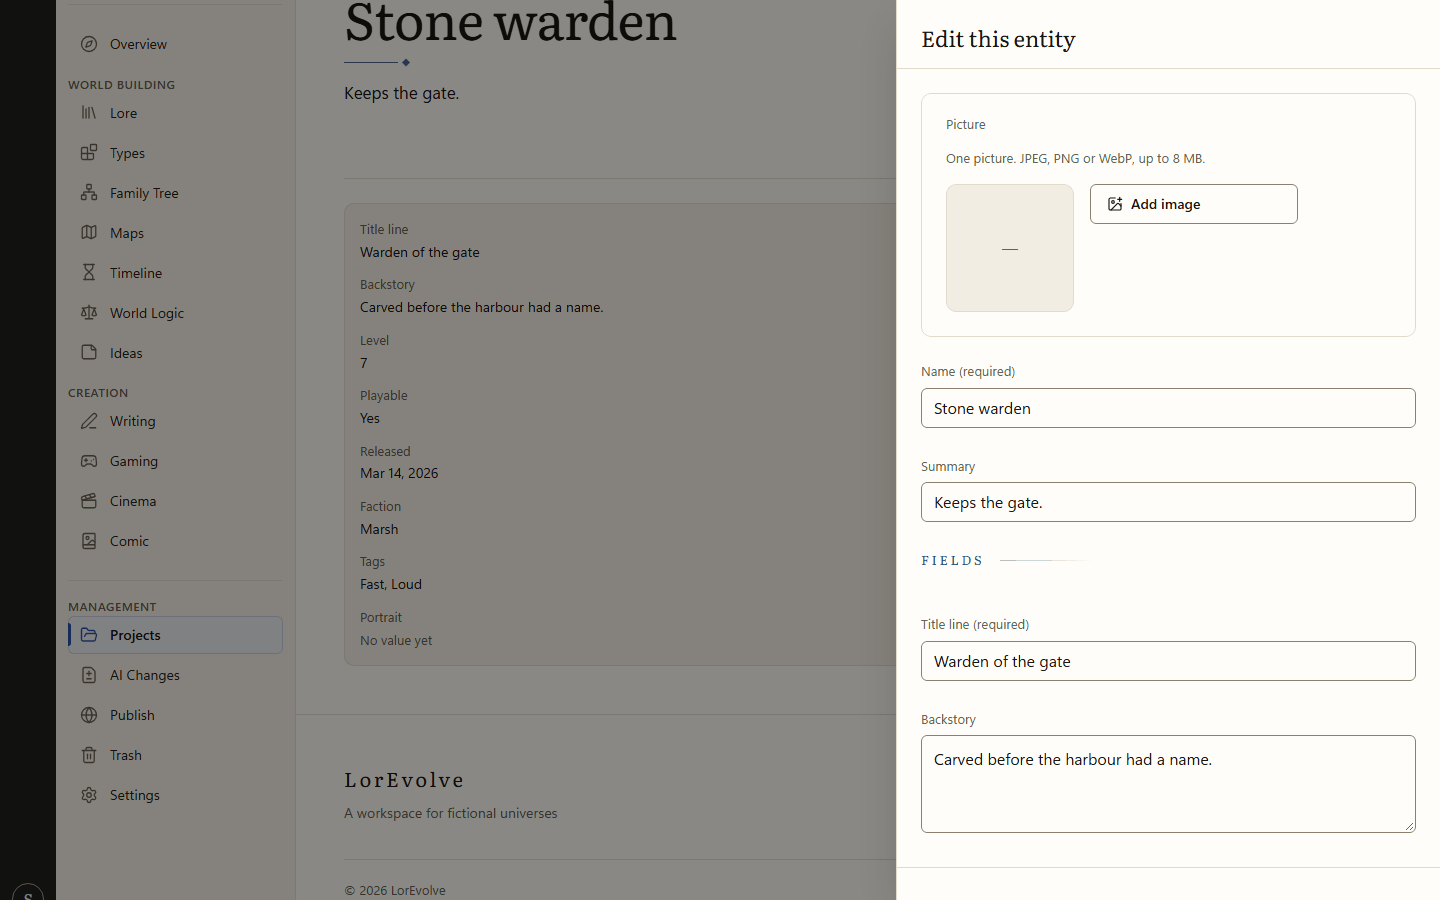 Overview
WORLD BUILDING
Lore
Types
Family Tree
Maps
Timeline
World Logic
Ideas
CREATION
Writing
Gaming
Cinema
Comic
MANAGEMENT
Projects
AI Changes
Publish
Trash
Settings
S
Stone warden
Keeps the gate.
Title line
Warden of the gate
Backstory
Carved before the harbour had a name.
Level
7
Playable
Yes
Released
Mar 14, 2026
Faction
Marsh
Tags
Fast, Loud
Portrait
No value yet
LorEvolve
A workspace for fictional universes
© 2026 LorEvolve
Edit this entity
Picture
One picture. JPEG, PNG or WebP, up to 8 MB.
—
Add image
Name (required)
Stone warden
Summary
Keeps the gate.
FIELDS
Title line (required)
Warden of the gate
Backstory
Carved before the harbour had a name.